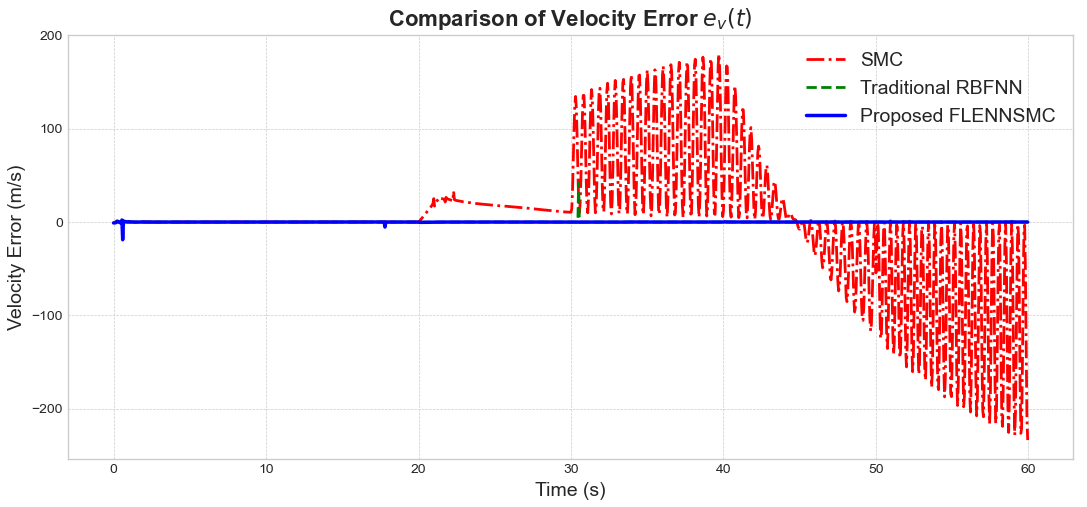 Comparison of Velocity Error $e_v(t)$
Velocity Error (m/s)
200
100
0
−100
−200
SMC
Traditional RBFNN
Proposed FLENNSMC
0 10 20 30 40 50 60
Time (s)